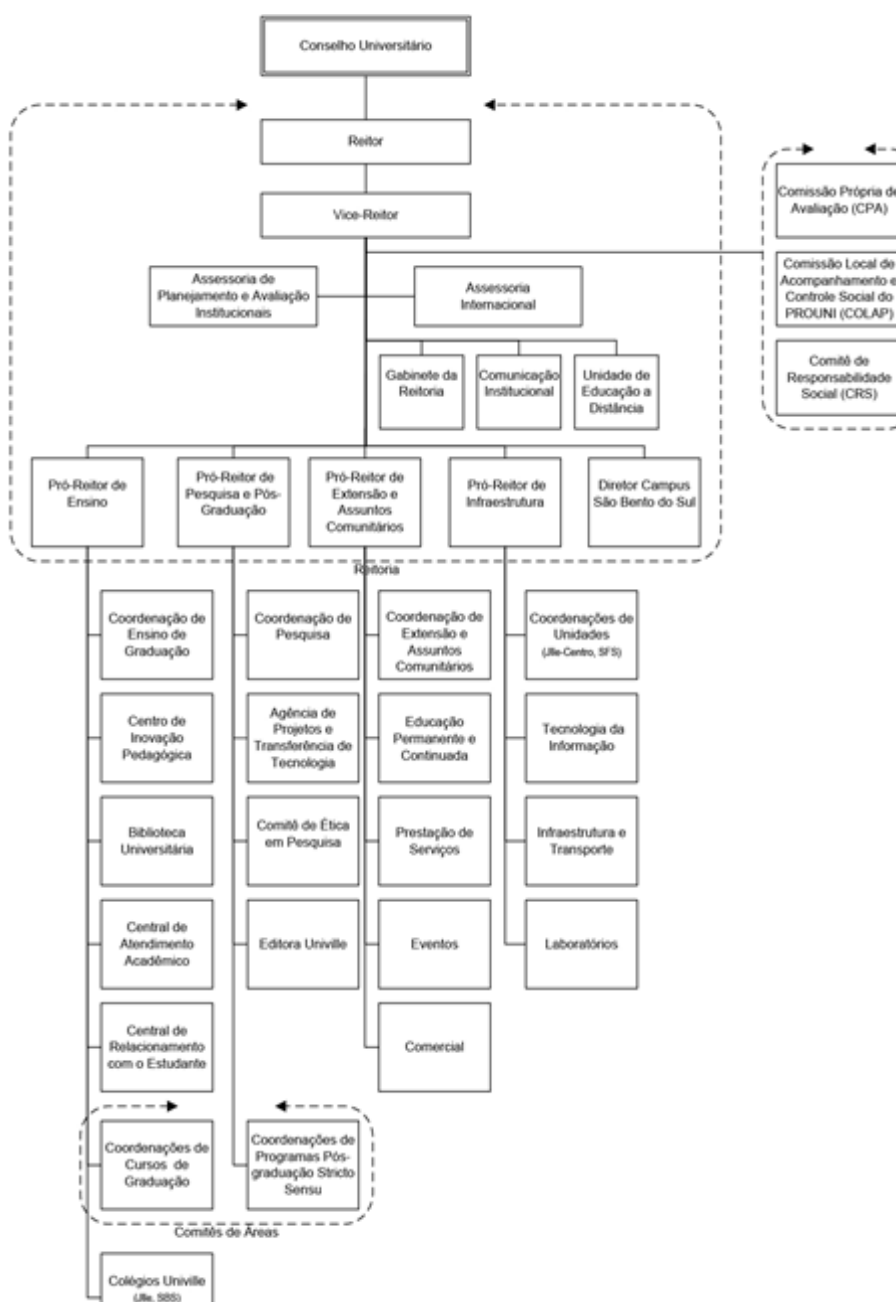 Conselho Universitário
Reitor
Vice-Reitor
Assessoria de
Planejamento e Avaliação
Institucionais
Assessoria
Internacional
Gabinete da
Reitoria
Comunicação
Institucional
Unidade de
Educação a
Distância
Comissão Própria de
Avaliação (CPA)
Comissão Local de
Acompanhamento e
Controle Social do
PROUNI (COLAP)
Comitê de
Responsabilidade
Social (CRS)
Pró-Reitor de
Ensino
Pró-Reitor de
Pesquisa e Pós-
Graduação
Pró-Reitor de
Extensão e
Assuntos
Comunitários
Pró-Reitor de
Infraestrutura
Diretor Campus
São Bento do Sul
Reitoria
Coordenação de
Ensino de
Graduação
Centro de
Inovação
Pedagógica
Biblioteca
Universitária
Central de
Atendimento
Acadêmico
Central de
Relacionamento
com o Estudante
Coordenações de
Cursos de
Graduação
Colégios Univille
(Jlle, SBS)
Coordenação de
Pesquisa
Agência de
Projetos e
Transferência de
Tecnologia
Comitê de Ética
em Pesquisa
Editora Univille
Coordenações de
Programas Pós-
graduação Stricto
Sensu
Comitês de Áreas
Coordenação de
Extensão e
Assuntos
Comunitários
Educação
Permanente e
Continuada
Prestação de
Serviços
Eventos
Comercial
Coordenações de
Unidades
(Jlle-Centro, SFS)
Tecnologia da
Informação
Infraestrutura e
Transporte
Laboratórios